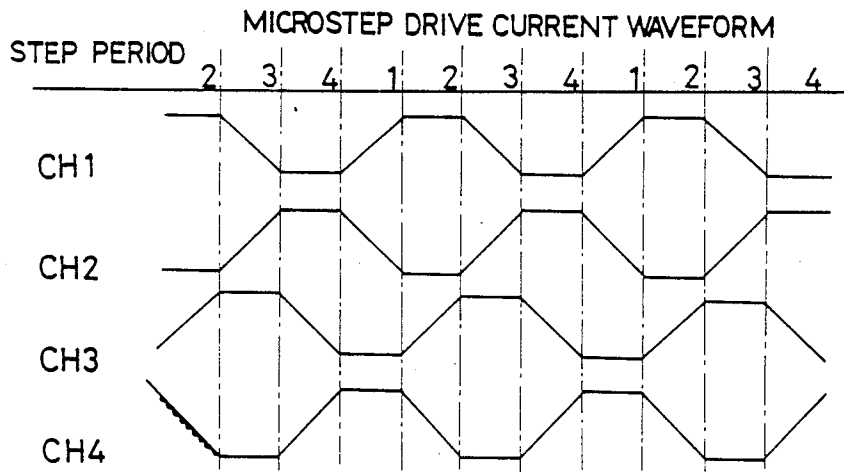 MICROSTEP DRIVE CURRENT WAVEFORM
STEP PERIOD
2 3 4 1 2 3 4 1 2 3 4
CH1
CH2
CH3
CH4